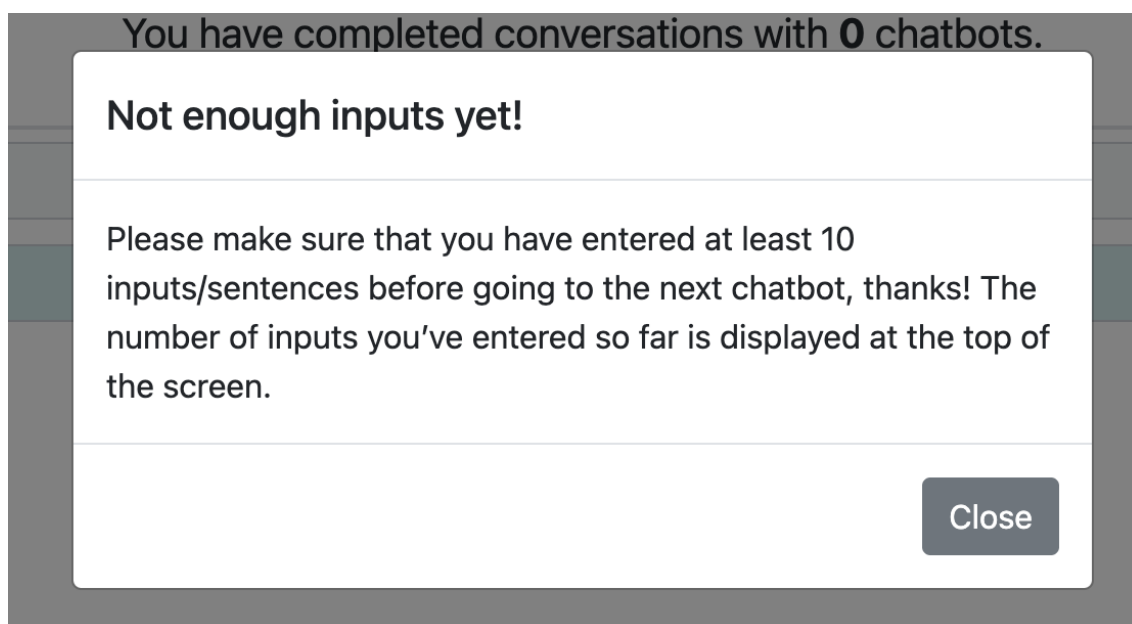 You have completed conversations with 0 chatbots.
Not enough inputs yet!
Please make sure that you have entered at least 10
inputs/sentences before going to the next chatbot, thanks! The
number of inputs you’ve entered so far is displayed at the top of
the screen.
Close